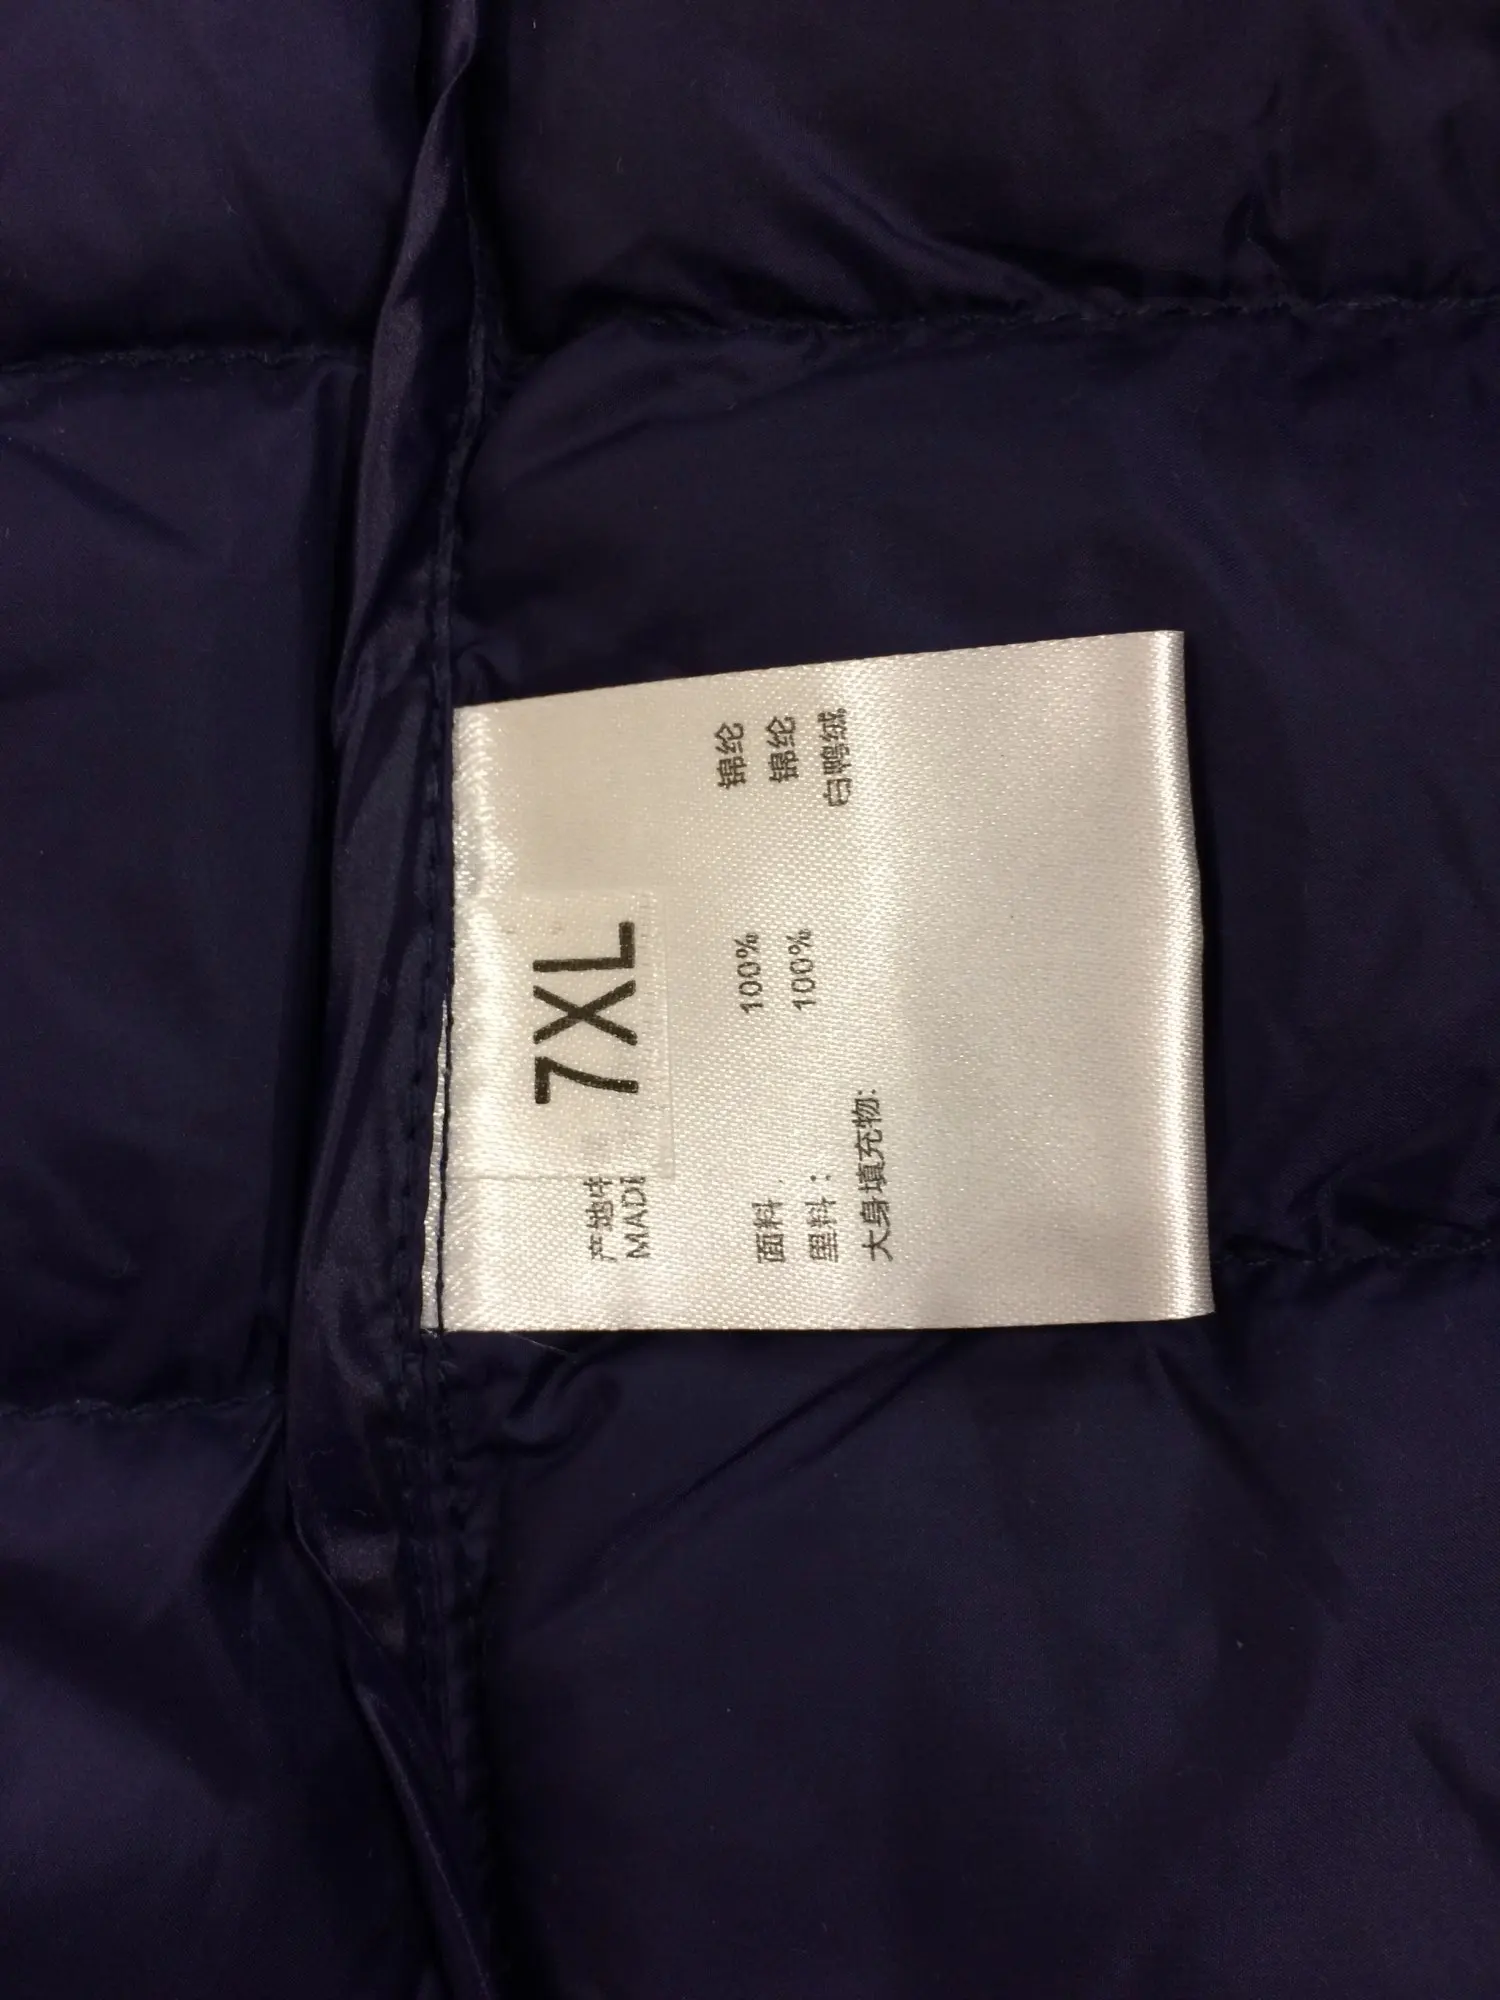 7XL
产地
MADE
面料: 100% 锦纶
里料: 100% 锦纶
大身填充物: 白鸭绒